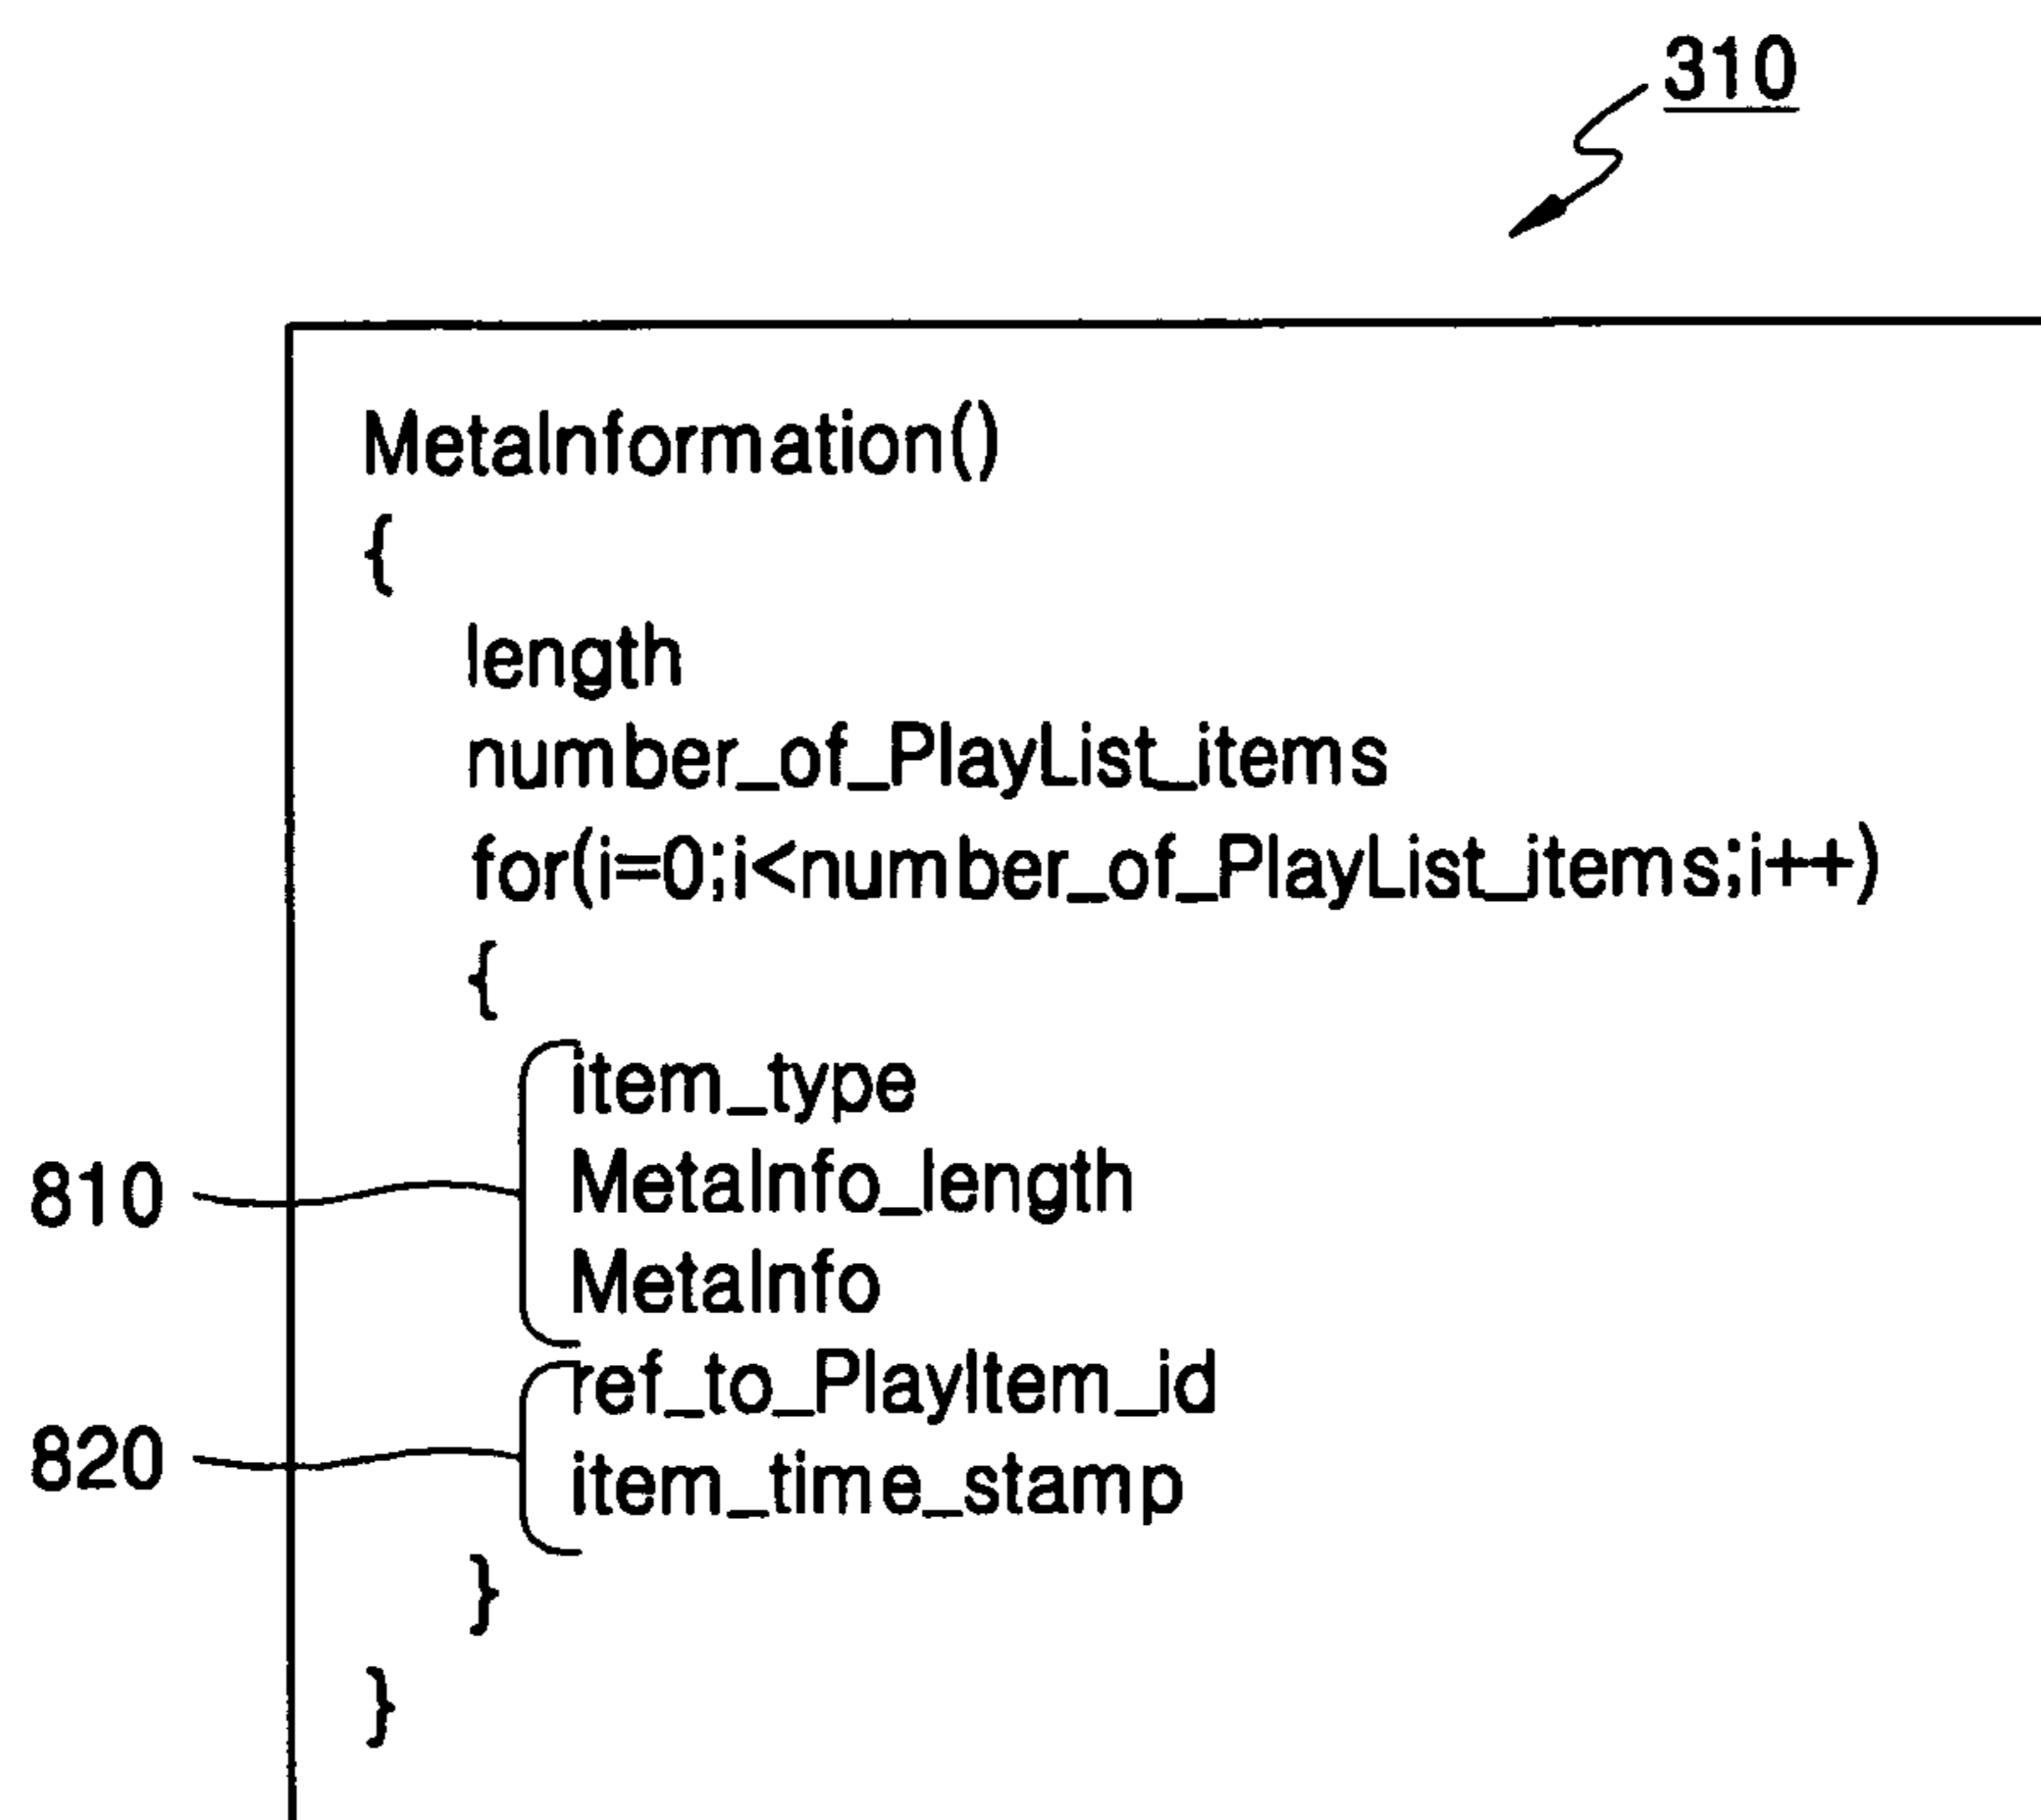 310
MetaInformation()
{
length
number_of_PlayList_items
for(i=0;i<number_of_PlayList_items;i++)
{
item_type
810 MetaInfo_length
MetaInfo
ref_to_PlayItem_id
820 item_time_stamp
}
}